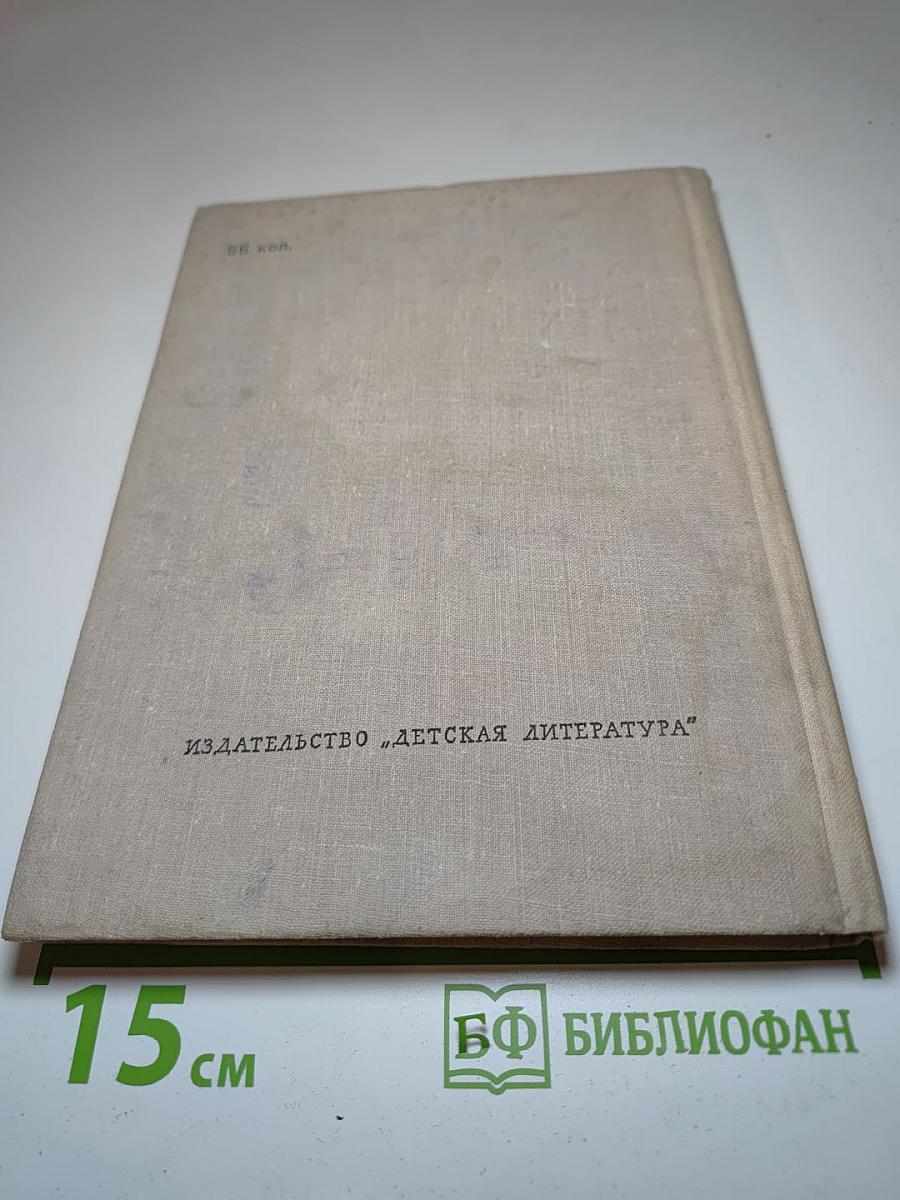 56 коп.
ИЗДАТЕЛЬСТВО „ДЕТСКАЯ ЛИТЕРАТУРА"
15 см
БФ БИБЛИОФАН